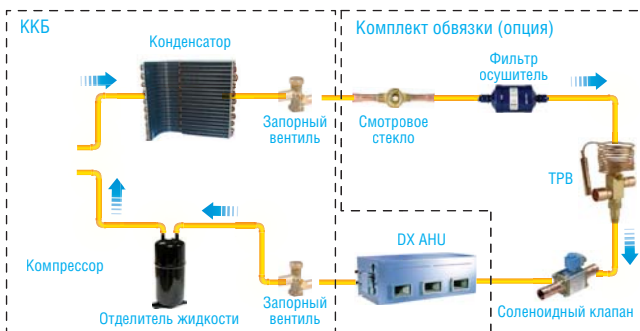 ККБ
Комплект обвязки (опция)
Конденсатор
Фильтр
осушитель
Запорный
вентиль
Смотровое
стекло
ТРВ
DX AHU
Компрессор
Отделитель жидкости
Запорный
вентиль
Соленоидный клапан